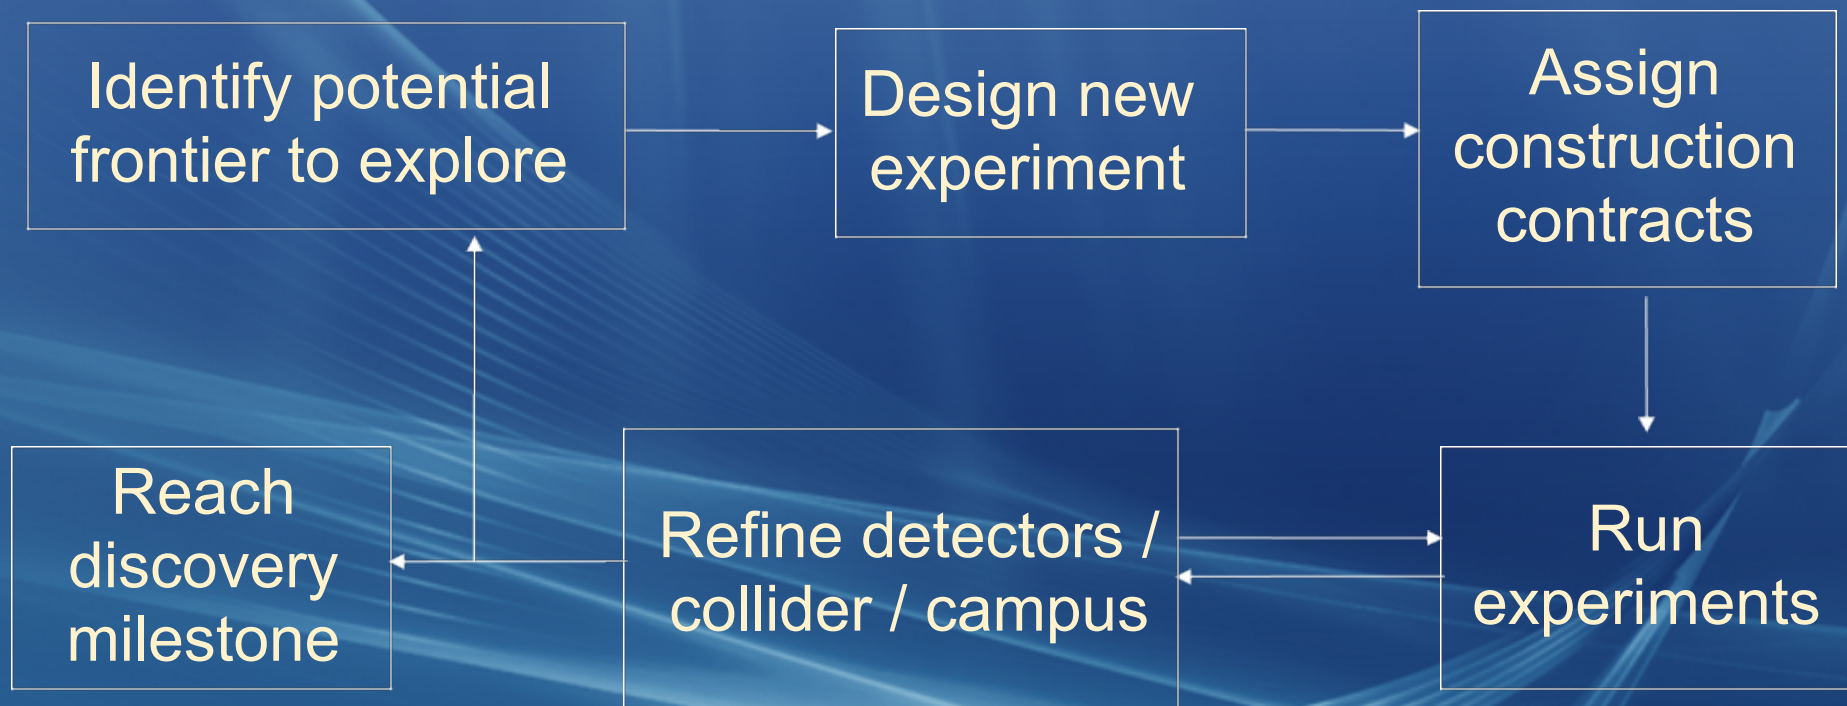 Identify potential
frontier to explore
Design new
experiment
Assign
construction
contracts
Reach
discovery
milestone
Refine detectors /
collider / campus
Run
experiments